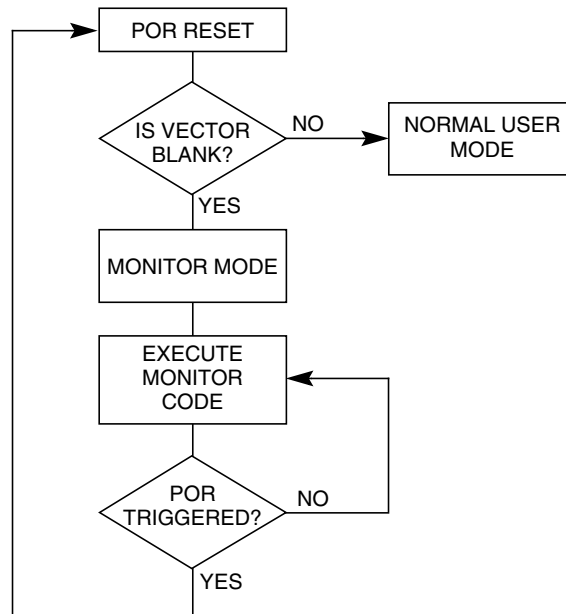 POR RESET
IS VECTOR
BLANK?
NO
NORMAL USER
MODE
YES
MONITOR MODE
EXECUTE
MONITOR
CODE
POR
TRIGGERED?
NO
YES